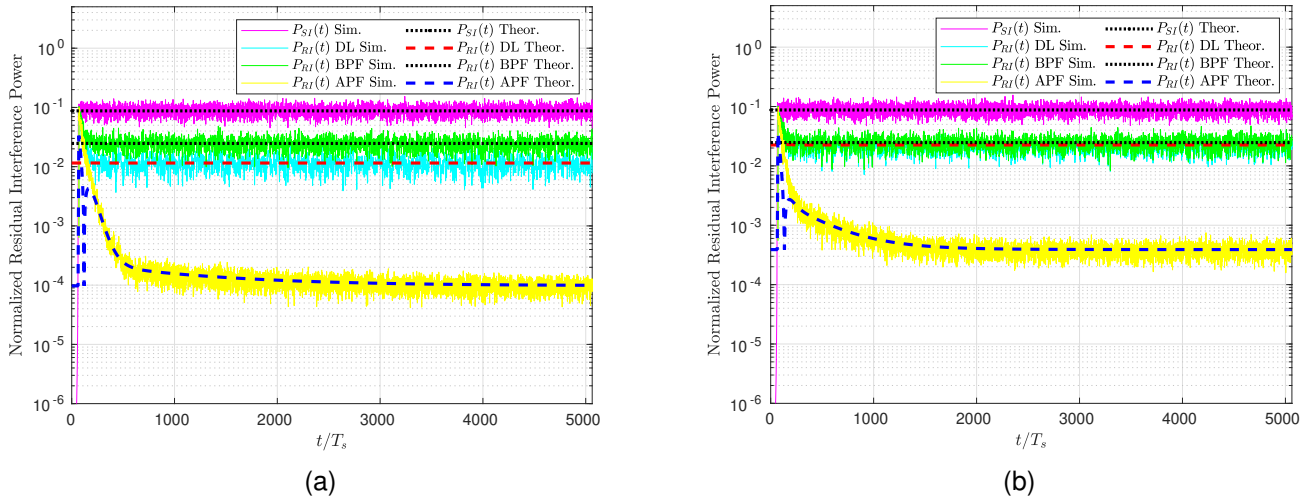 Normalized Residual Interference Power
10^0
10^-1
10^-2
10^-3
10^-4
10^-5
10^-6
0 1000 2000 3000 4000 5000
t/T_s
P_SI(t) Sim.
P_RI(t) DL Sim.
P_RI(t) BPF Sim.
P_RI(t) APF Sim.
P_SI(t) Theor.
P_RI(t) DL Theor.
P_RI(t) BPF Theor.
P_RI(t) APF Theor.
(a)
Normalized Residual Interference Power
10^0
10^-1
10^-2
10^-3
10^-4
10^-5
10^-6
0 1000 2000 3000 4000 5000
t/T_s
P_SI(t) Sim.
P_RI(t) DL Sim.
P_RI(t) BPF Sim.
P_RI(t) APF Sim.
P_SI(t) Theor.
P_RI(t) DL Theor.
P_RI(t) BPF Theor.
P_RI(t) APF Theor.
(b)